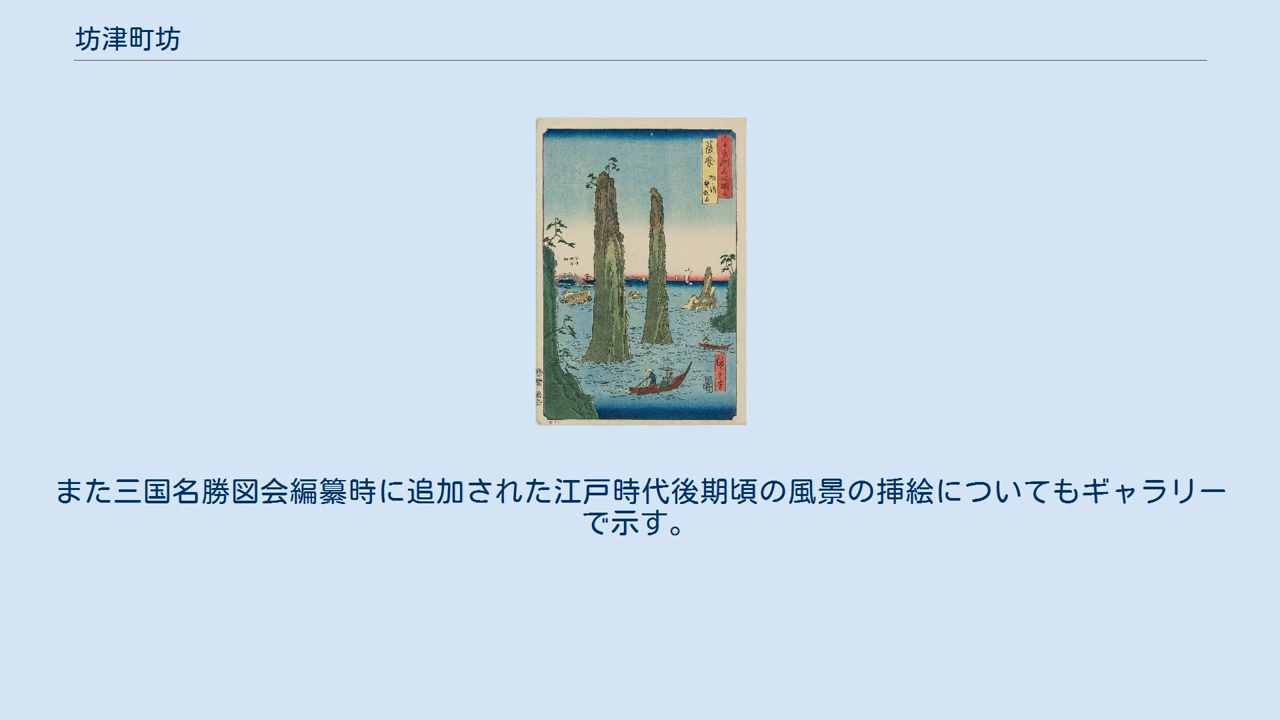 坊津町坊
また三国名勝図会編纂時に追加された江戸時代後期頃の風景の挿絵についてもギャラリー
で示す。